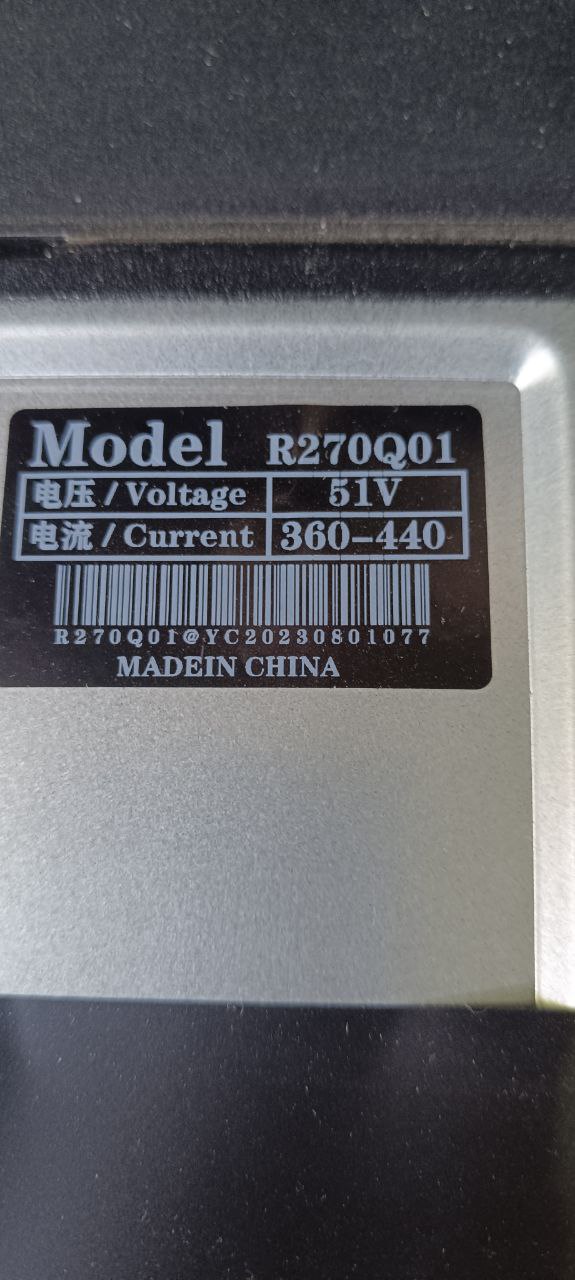 Model R270Q01
电压 / Voltage 51V
电流 / Current 360-440
R270Q01@YC20230801077
MADEIN CHINA